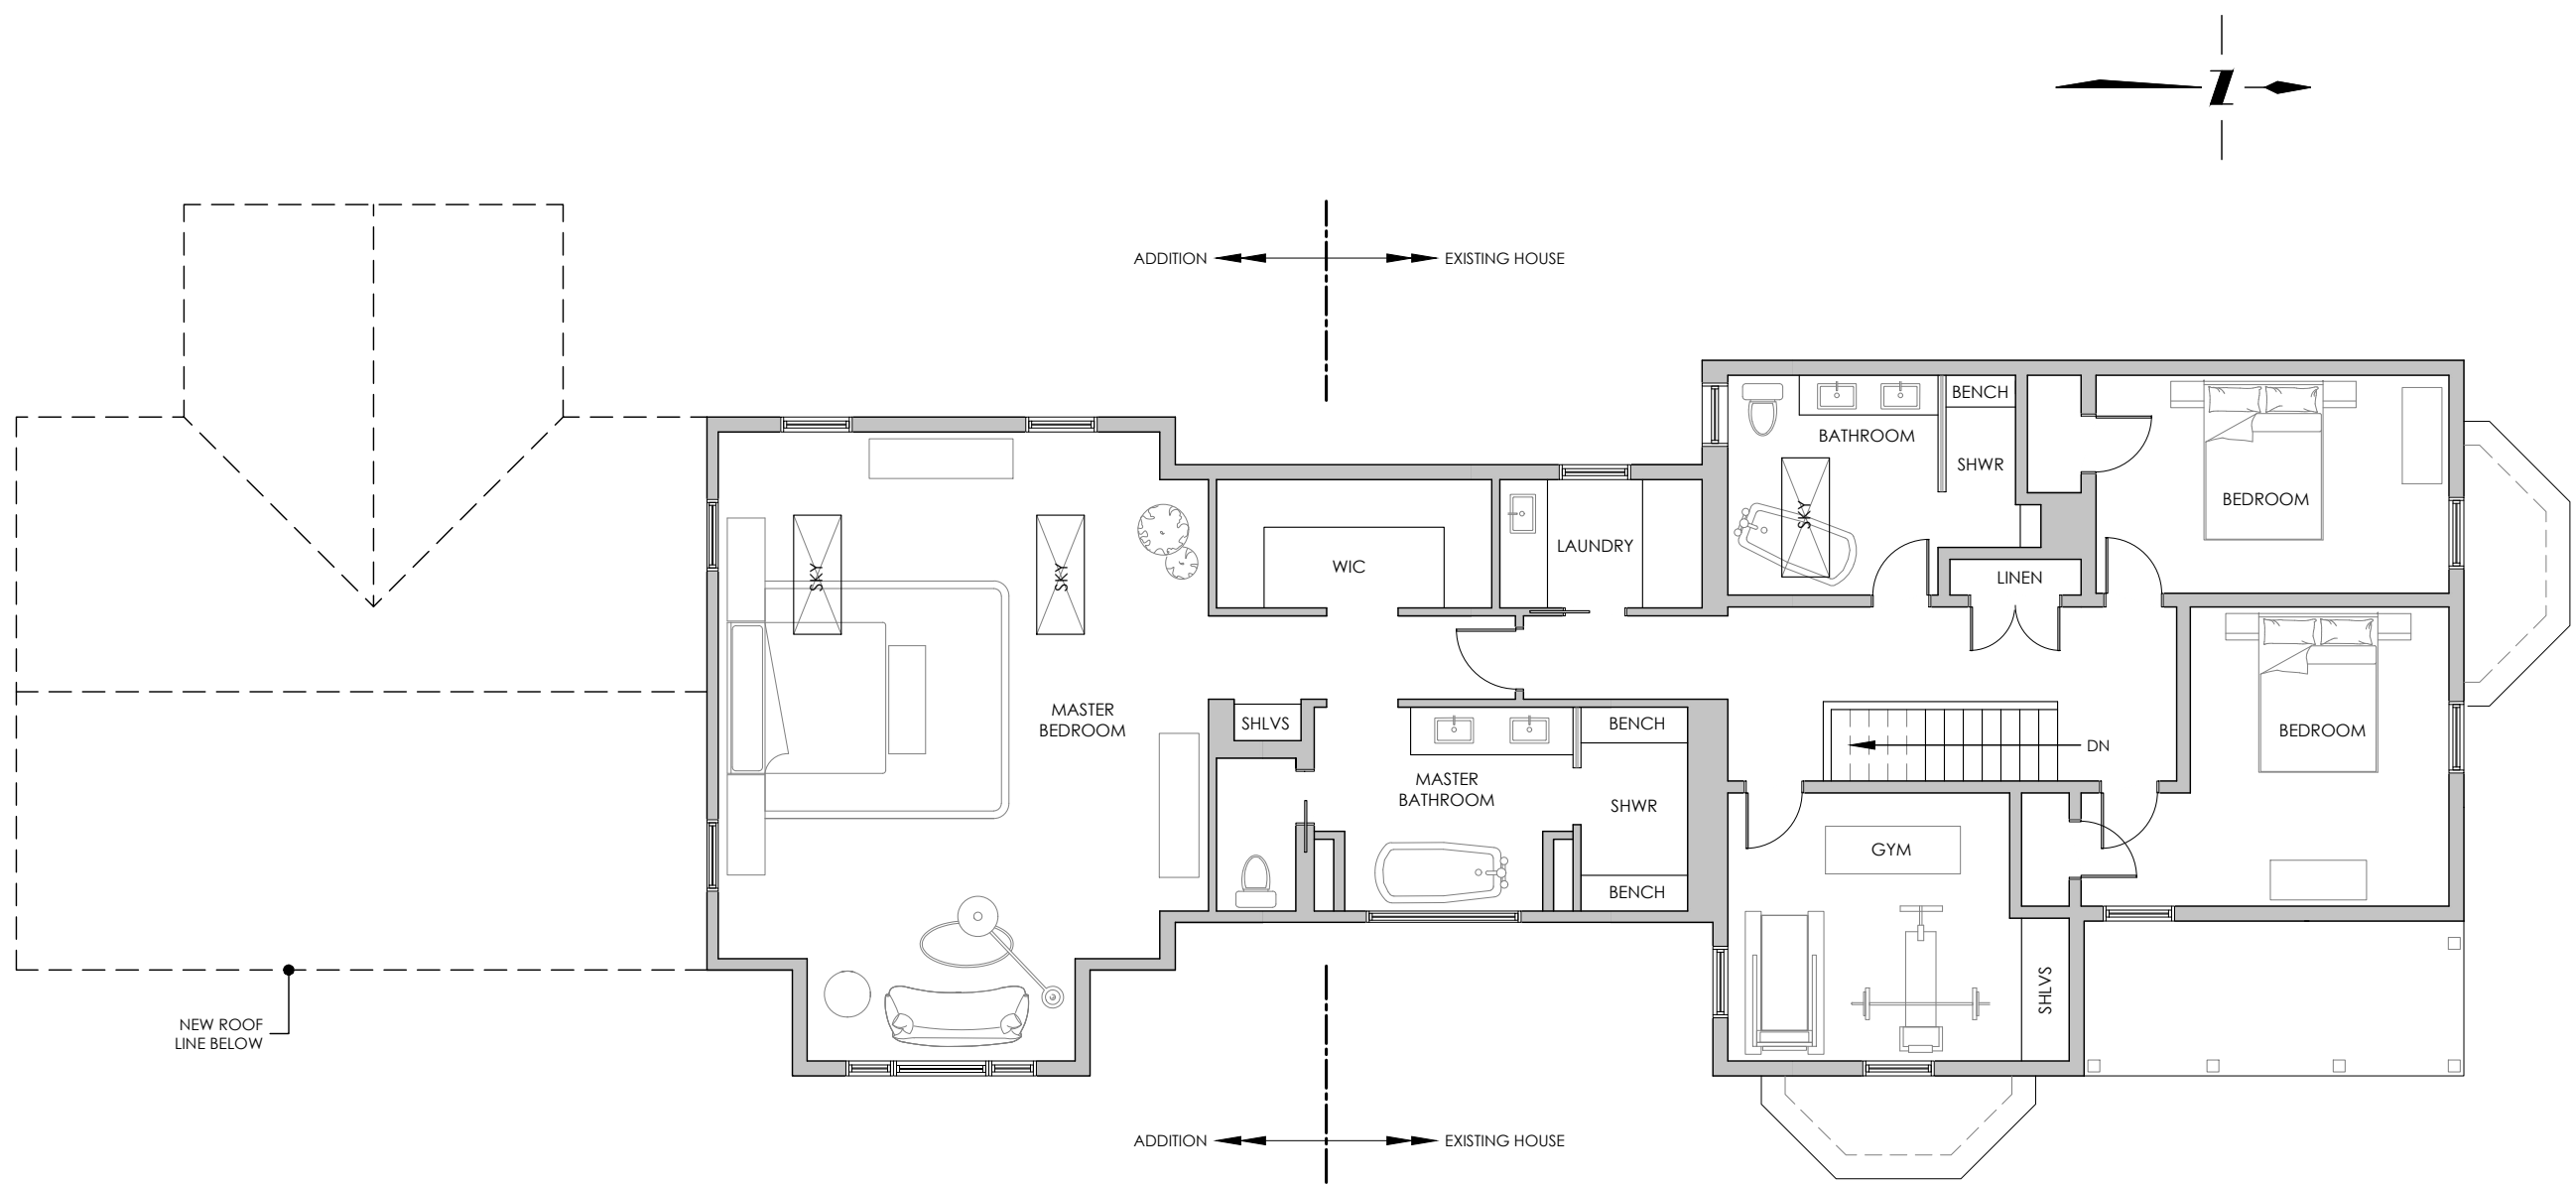 N
ADDITION
EXISTING HOUSE
BENCH
BATHROOM
SHWR
SKY
BEDROOM
LINEN
SKY
SKY
WIC
LAUNDRY
MASTER
BEDROOM
SHLVS
BENCH
MASTER
BATHROOM
SHWR
BENCH
DN
BEDROOM
GYM
SHLVS
NEW ROOF
LINE BELOW
ADDITION
EXISTING HOUSE